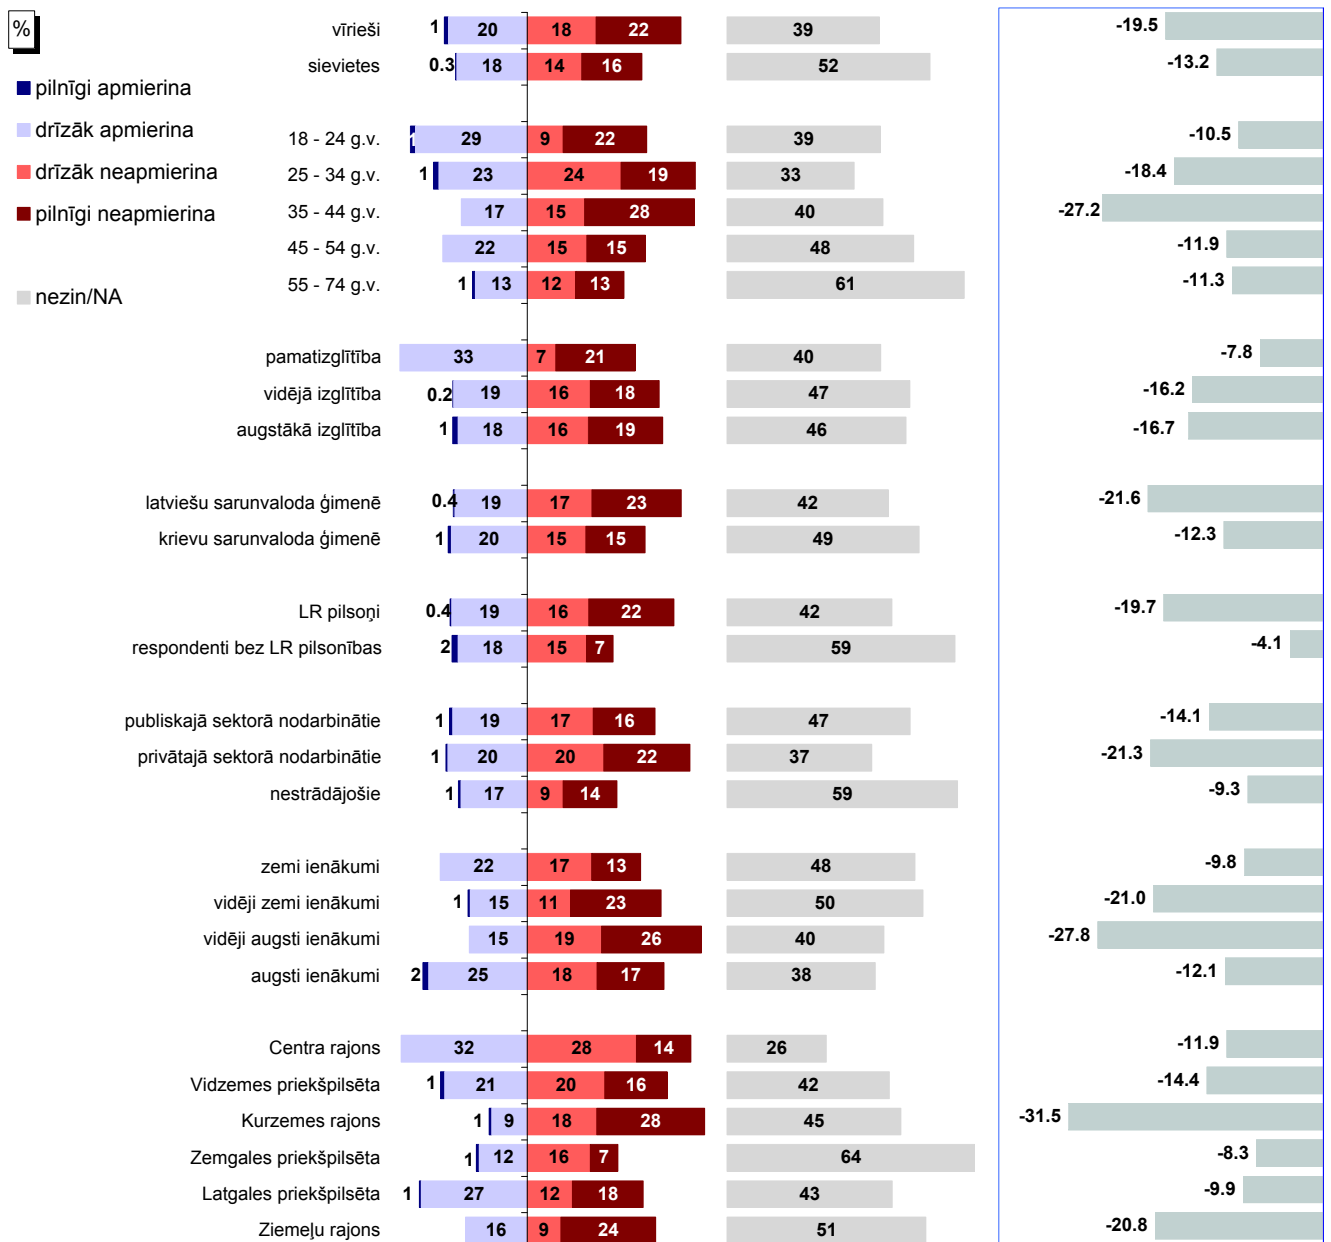 %
pilnīgi apmierina
drīzāk apmierina
drīzāk neapmierina
pilnīgi neapmierina
nezin/NA
vīrieši 1 20 18 22 39 -19.5
sievietes 0.3 18 14 16 52 -13.2
18 - 24 g.v. 1 29 9 22 39 -10.5
25 - 34 g.v. 1 23 24 19 33 -18.4
35 - 44 g.v. 17 15 28 40 -27.2
45 - 54 g.v. 22 15 15 48 -11.9
55 - 74 g.v. 1 13 12 13 61 -11.3
pamatizglītība 33 7 21 40 -7.8
vidējā izglītība 0.2 19 16 18 47 -16.2
augstākā izglītība 1 18 16 19 46 -16.7
latviešu sarunvaloda ģimenē 0.4 19 17 23 42 -21.6
krievu sarunvaloda ģimenē 1 20 15 15 49 -12.3
LR pilsoņi 0.4 19 16 22 42 -19.7
respondenti bez LR pilsonības 2 18 15 7 59 -4.1
publiskajā sektorā nodarbinātie 1 19 17 16 47 -14.1
privātajā sektorā nodarbinātie 1 20 20 22 37 -21.3
nestrādājošie 1 17 9 14 59 -9.3
zemi ienākumi 22 17 13 48 -9.8
vidēji zemi ienākumi 1 15 11 23 50 -21.0
vidēji augsti ienākumi 15 19 26 40 -27.8
augsti ienākumi 2 25 18 17 38 -12.1
Centra rajons 32 28 14 26 -11.9
Vidzemes priekšpilsēta 1 21 20 16 42 -14.4
Kurzemes rajons 1 9 18 28 45 -31.5
Zemgales priekšpilsēta 1 12 16 7 64 -8.3
Latgales priekšpilsēta 1 27 12 18 43 -9.9
Ziemeļu rajons 16 9 24 51 -20.8